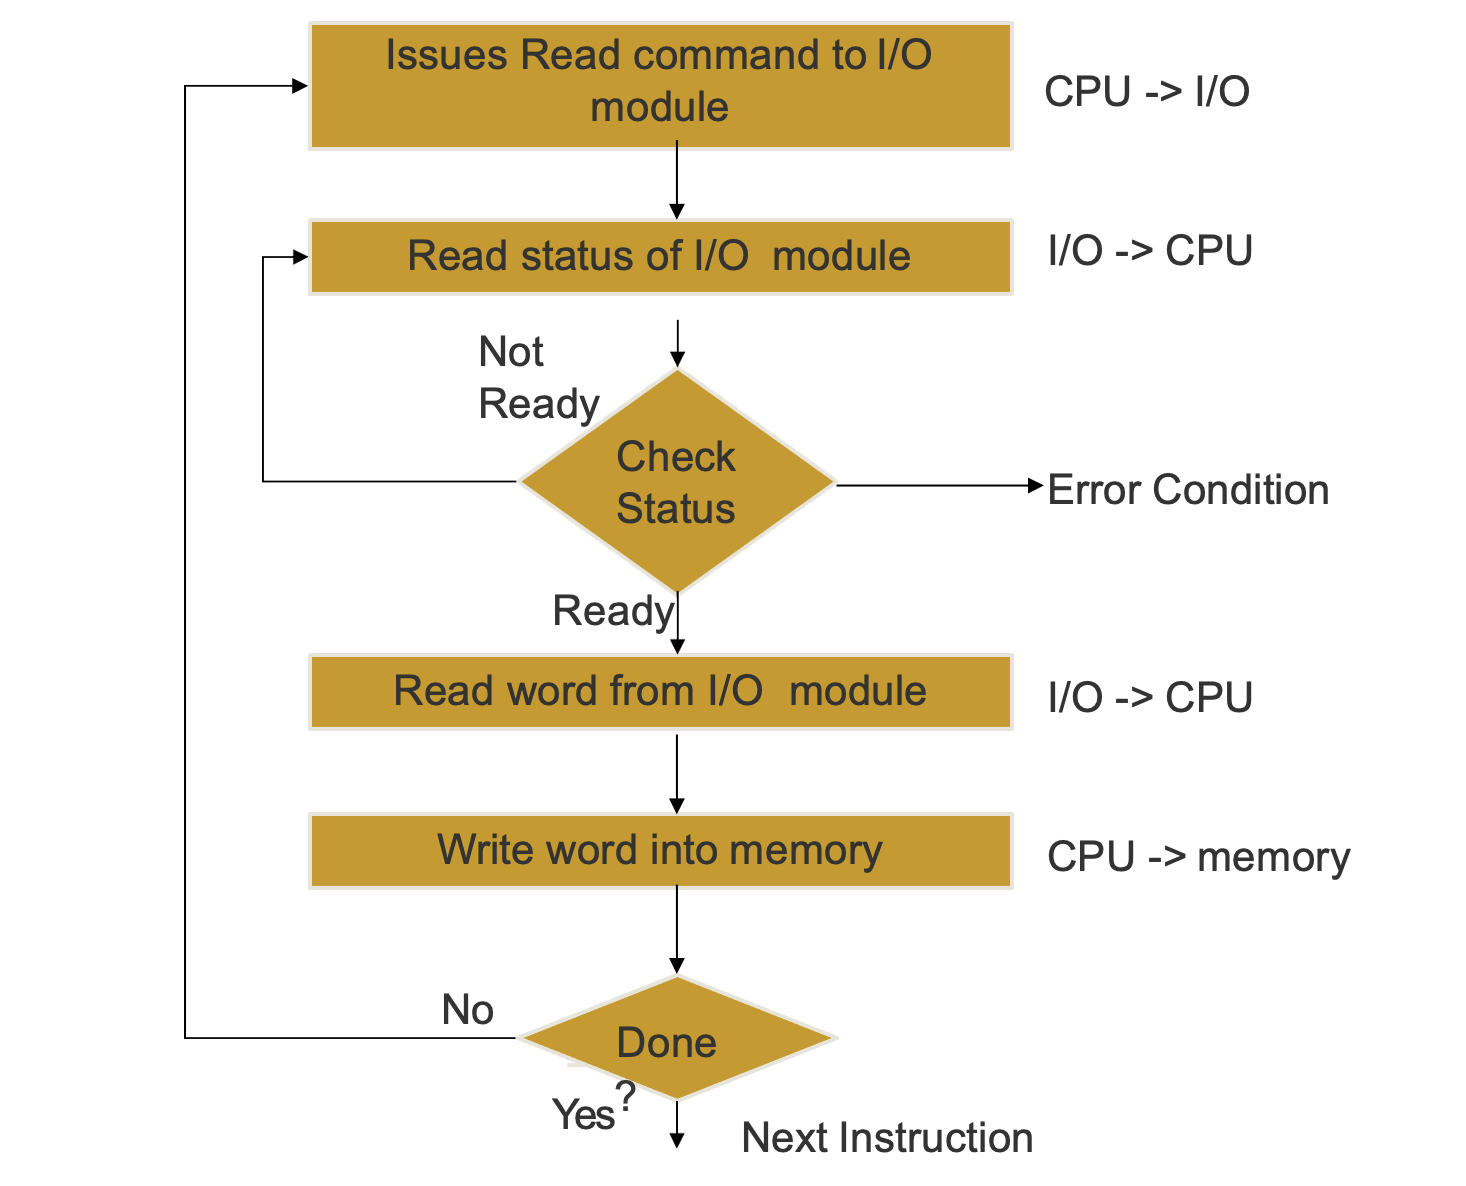 Issues Read command to I/O
module
CPU -> I/O
Read status of I/O  module
I/O -> CPU
Not
Ready
Check
Status
Error Condition
Ready
Read word from I/O  module
I/O -> CPU
Write word into memory
CPU -> memory
No
Done
?
Yes
Next Instruction